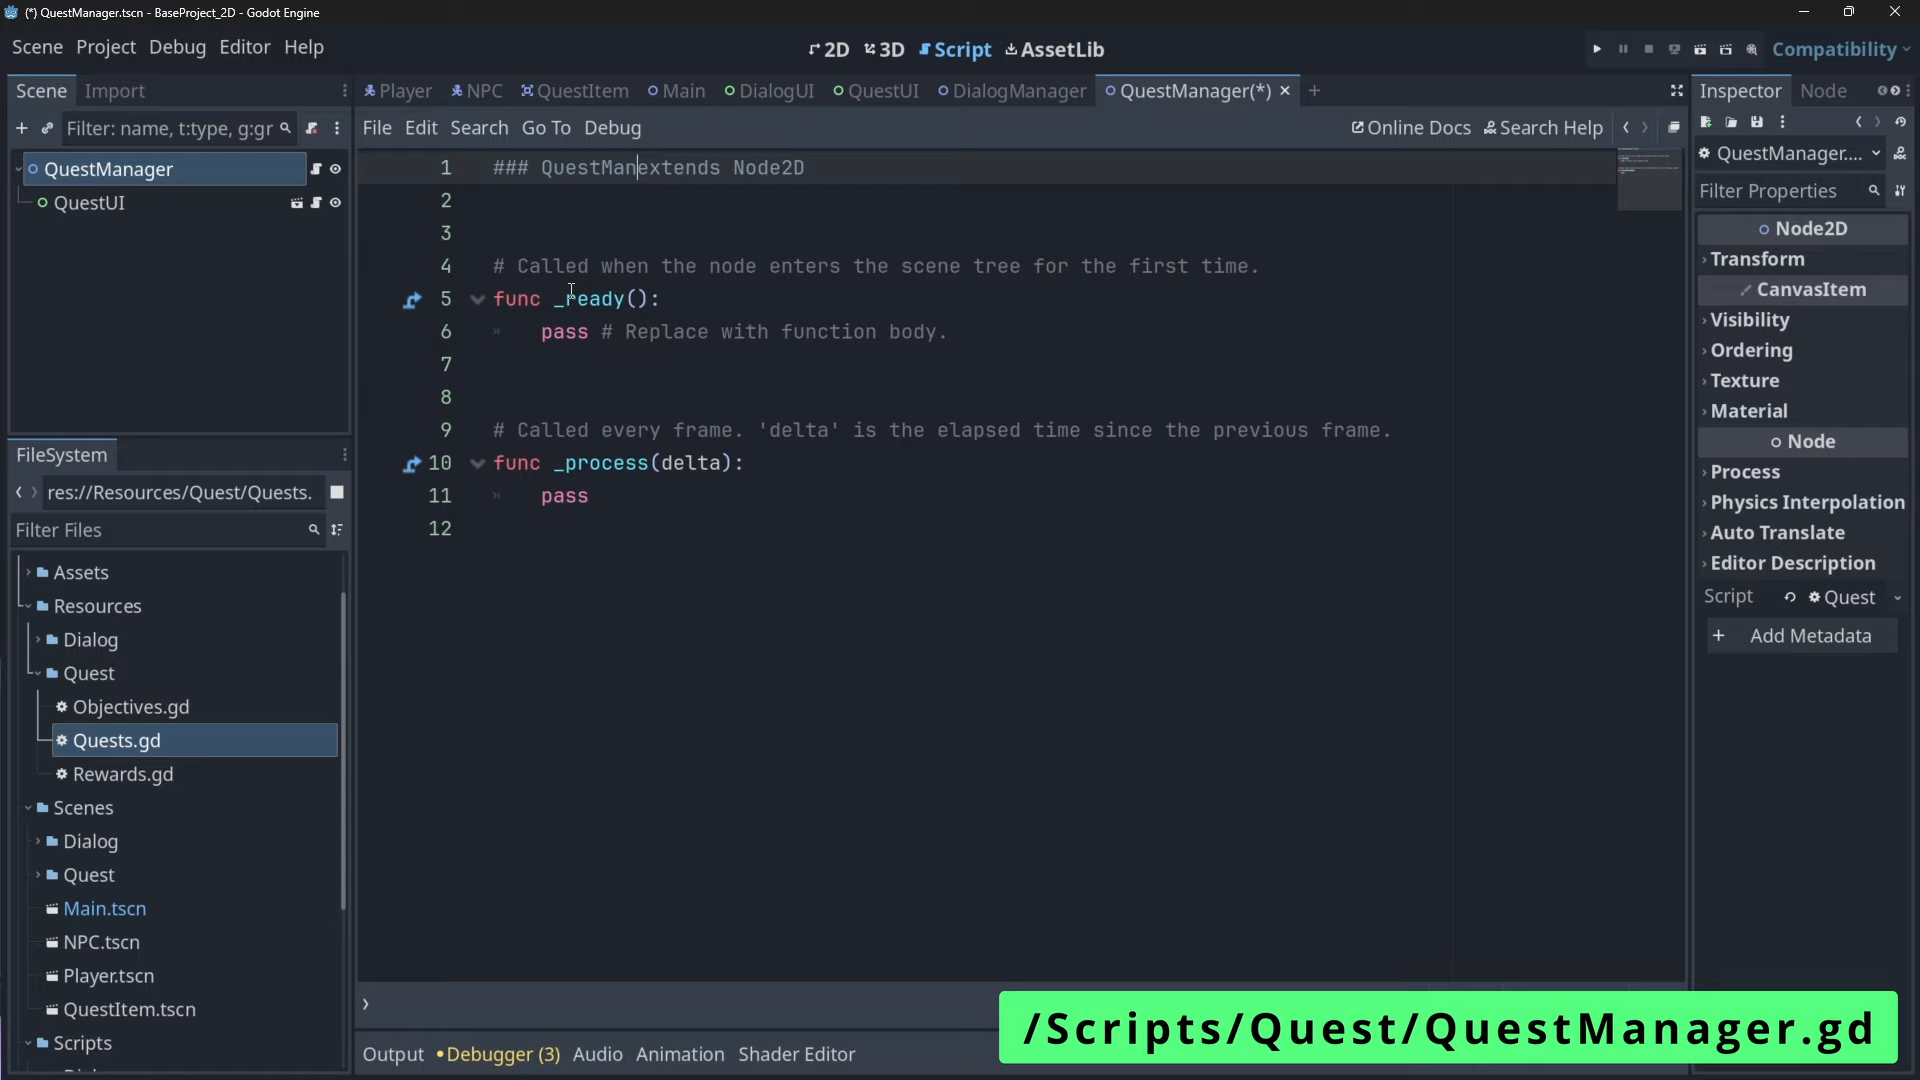 (*) QuestManager.tscn - BaseProject_2D - Godot Engine
Scene Project Debug Editor Help
2D 3D Script AssetLib
Compatibility
Scene Import
Filter: name, t:type, g:gr
QuestManager
QuestUI
FileSystem
res://Resources/Quest/Quests.
Filter Files
Assets
Resources
Dialog
Quest
Objectives.gd
Quests.gd
Rewards.gd
Scenes
Dialog
Quest
Main.tscn
NPC.tscn
Player.tscn
QuestItem.tscn
Scripts
Player NPC QuestItem Main DialogUI QuestUI DialogManager QuestManager(*)
File Edit Search Go To Debug
Online Docs Search Help
1 ### QuestManextends Node2D
2
3
4 # Called when the node enters the scene tree for the first time.
5 func _ready():
6 pass # Replace with function body.
7
8
9 # Called every frame. 'delta' is the elapsed time since the previous frame.
10 func _process(delta):
11 pass
12
Output Debugger (3) Audio Animation Shader Editor
/Scripts/Quest/QuestManager.gd
Inspector Node
QuestManager....
Filter Properties
Node2D
Transform
CanvasItem
Visibility
Ordering
Texture
Material
Node
Process
Physics Interpolation
Auto Translate
Editor Description
Script Quest
+ Add Metadata